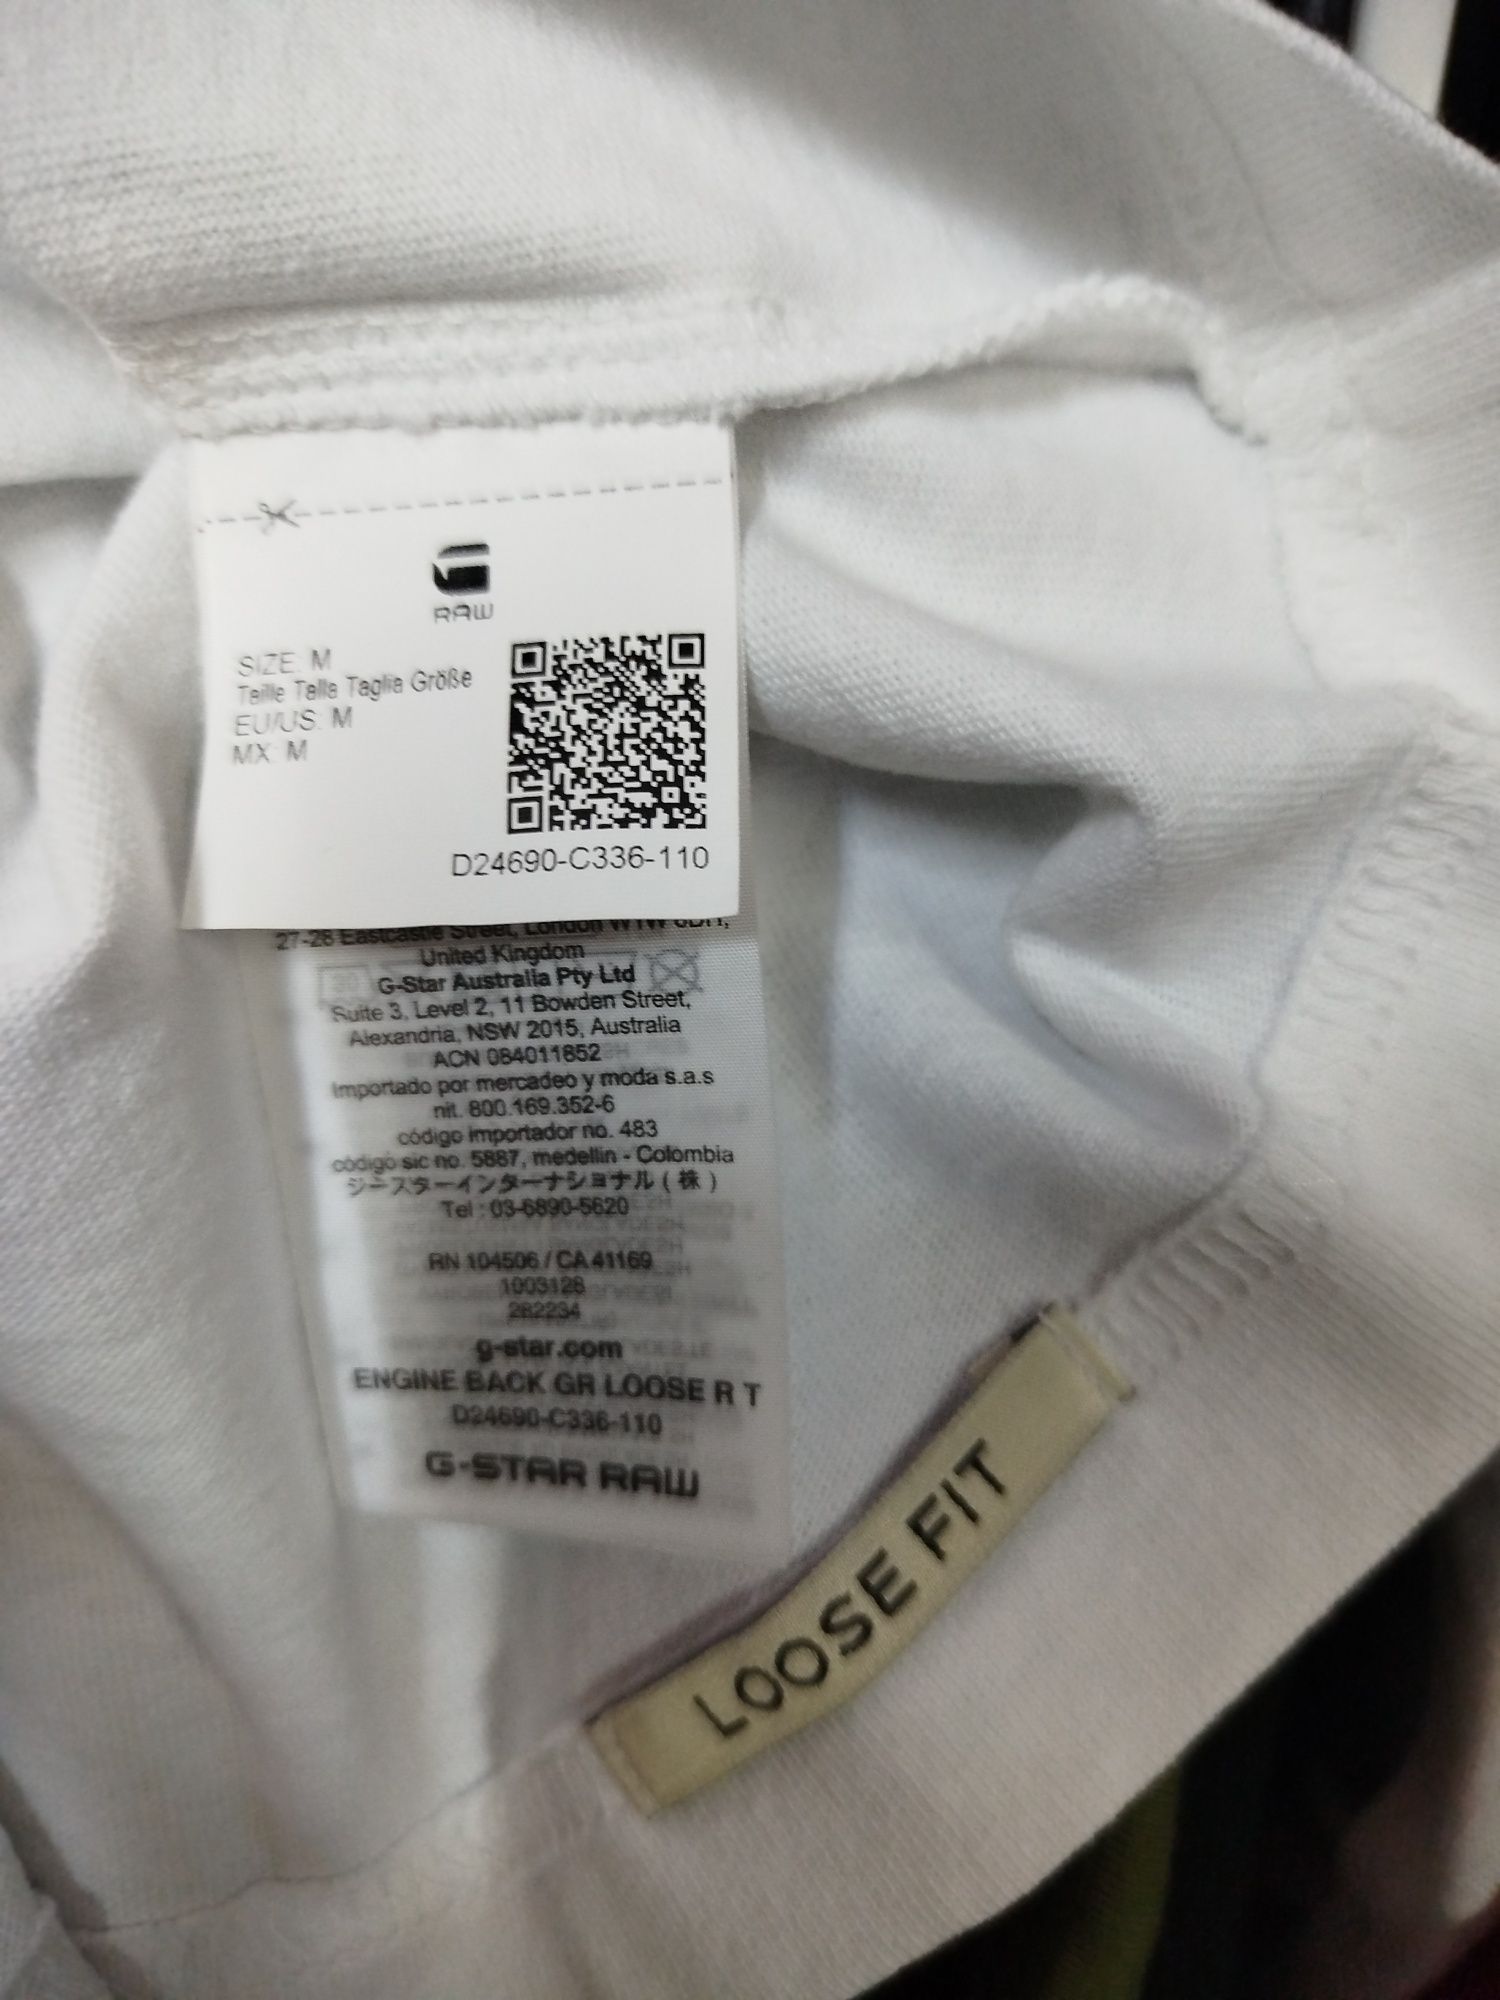 RAW
SIZE: M
Taille Talla Taglia Größe
EU/US: M
MX: M
D24690-C336-110
27-28 Eastcastle Street, London W1W 8DH,
United Kingdom
G-Star Australia Pty Ltd
Suite 3, Level 2, 11 Bowden Street,
Alexandria, NSW 2015, Australia
ACN 084011852
Importado por mercadeo y moda s.a.s
nit. 800.169.352-6
código importador no. 483
código sic no. 5887, medellin - Colombia
ジースターインターナショナル(株)
Tel : 03-6890-5620
RN 104506 / CA 41169
1003128
282234
g-star.com
ENGINE BACK GR LOOSE R T
D24690-C336-110
G-STAR RAW
LOOSE FIT